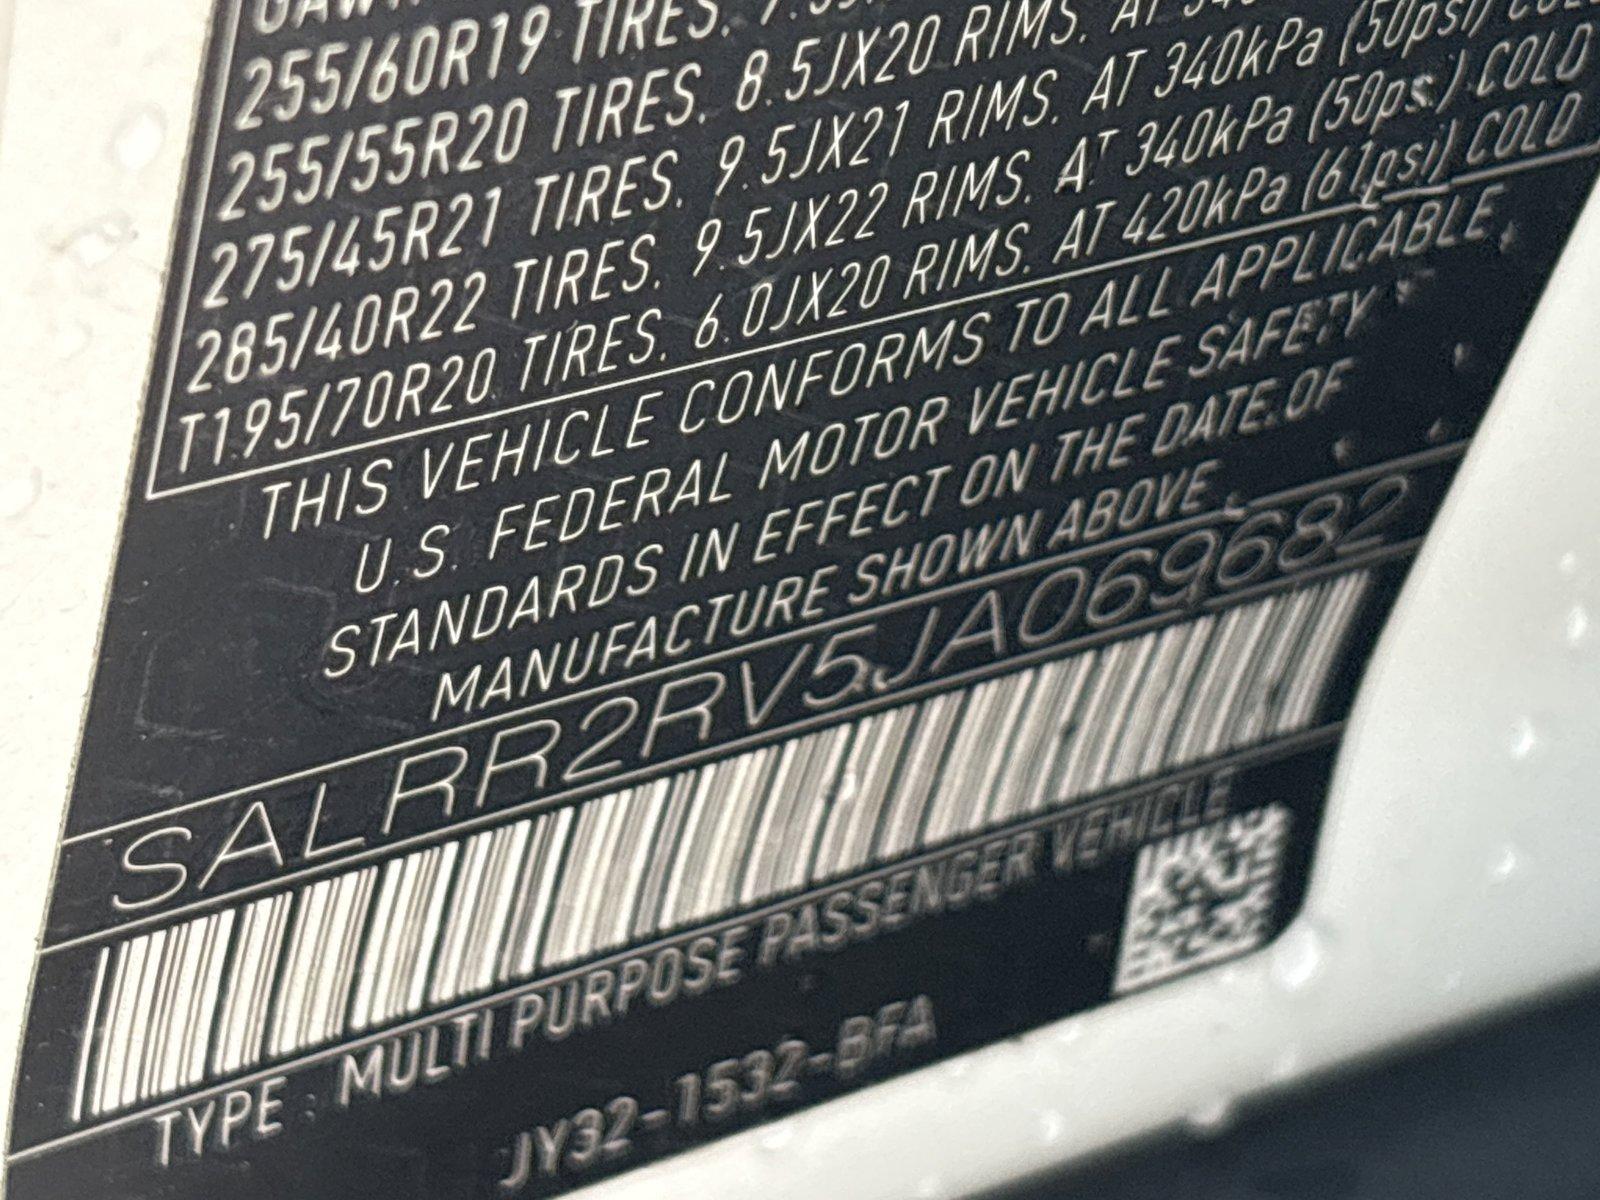 255/60R19 TIRES.
255/55R20 TIRES. 8.5JX20 RIMS. AT
275/45R21 TIRES. 9.5JX21 RIMS. AT 340kPa (50psi)
285/40R22 TIRES. 9.5JX22 RIMS. AT 340kPa (50psi) COLD
T195/70R20 TIRES. 6.0JX20 RIMS. AT 420kPa (61psi) COLD
THIS VEHICLE CONFORMS TO ALL APPLICABLE
U.S. FEDERAL MOTOR VEHICLE SAFETY
STANDARDS IN EFFECT ON THE DATE OF
MANUFACTURE SHOWN ABOVE.
SALRR2RV5JA069682
TYPE : MULTI PURPOSE PASSENGER VEHICLE
JY32-1532-BFA